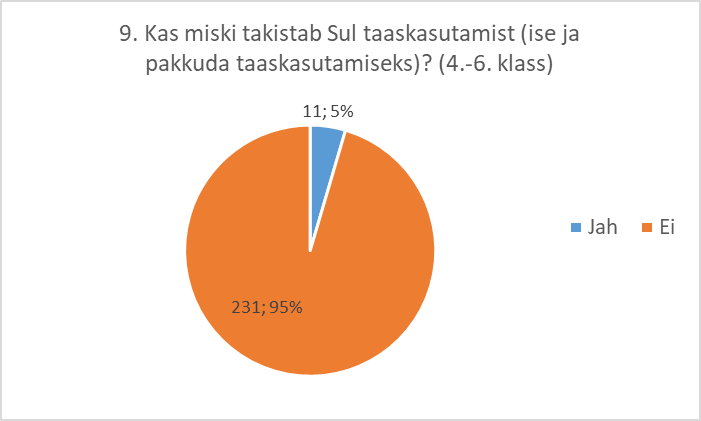 9. Kas miski takistab Sul taaskasutamist (ise ja
pakkuda taaskasutamiseks)? (4.-6. klass)
11; 5%
Jah Ei
231; 95%